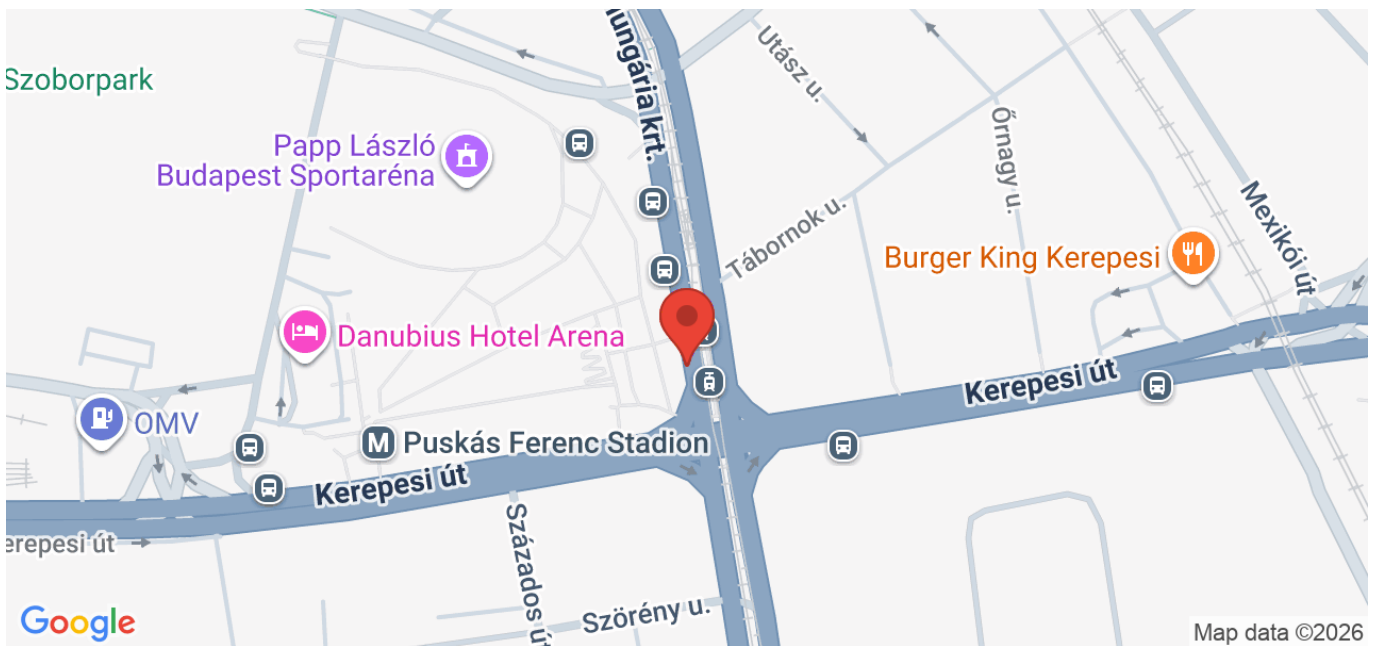 Szoborpark
Hungária krt.
Utász u.
Őrnagy u.
Papp László
Budapest Sportaréna
Tábornok u.
Mexikói út
Burger King Kerepesi
Danubius Hotel Arena
Kerepesi út
OMV
M
Puskás Ferenc Stadion
Kerepesi út
erepesi út
Százados út
Szörény u.
Google
Map data ©2026